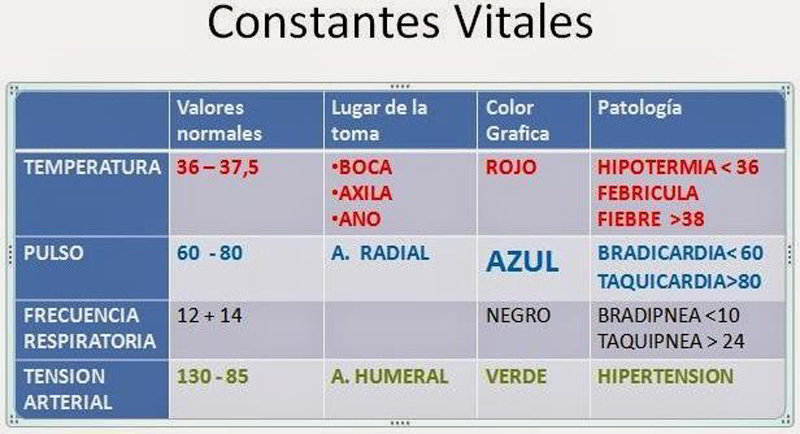 Constantes Vitales
Valores normales	Lugar de la toma	Color Grafica	Patología
TEMPERATURA	36 – 37,5	•BOCA	ROJO	HIPOTERMIA < 36
•AXILA	FEBRICULA
•ANO	FIEBRE >38
PULSO	60 - 80	A. RADIAL	AZUL	BRADICARDIA< 60
TAQUICARDIA>80
FRECUENCIA	12 + 14	NEGRO	BRADIPNEA <10
RESPIRATORIA	TAQUIPNEA > 24
TENSION	130 - 85	A. HUMERAL	VERDE	HIPERTENSION
ARTERIAL